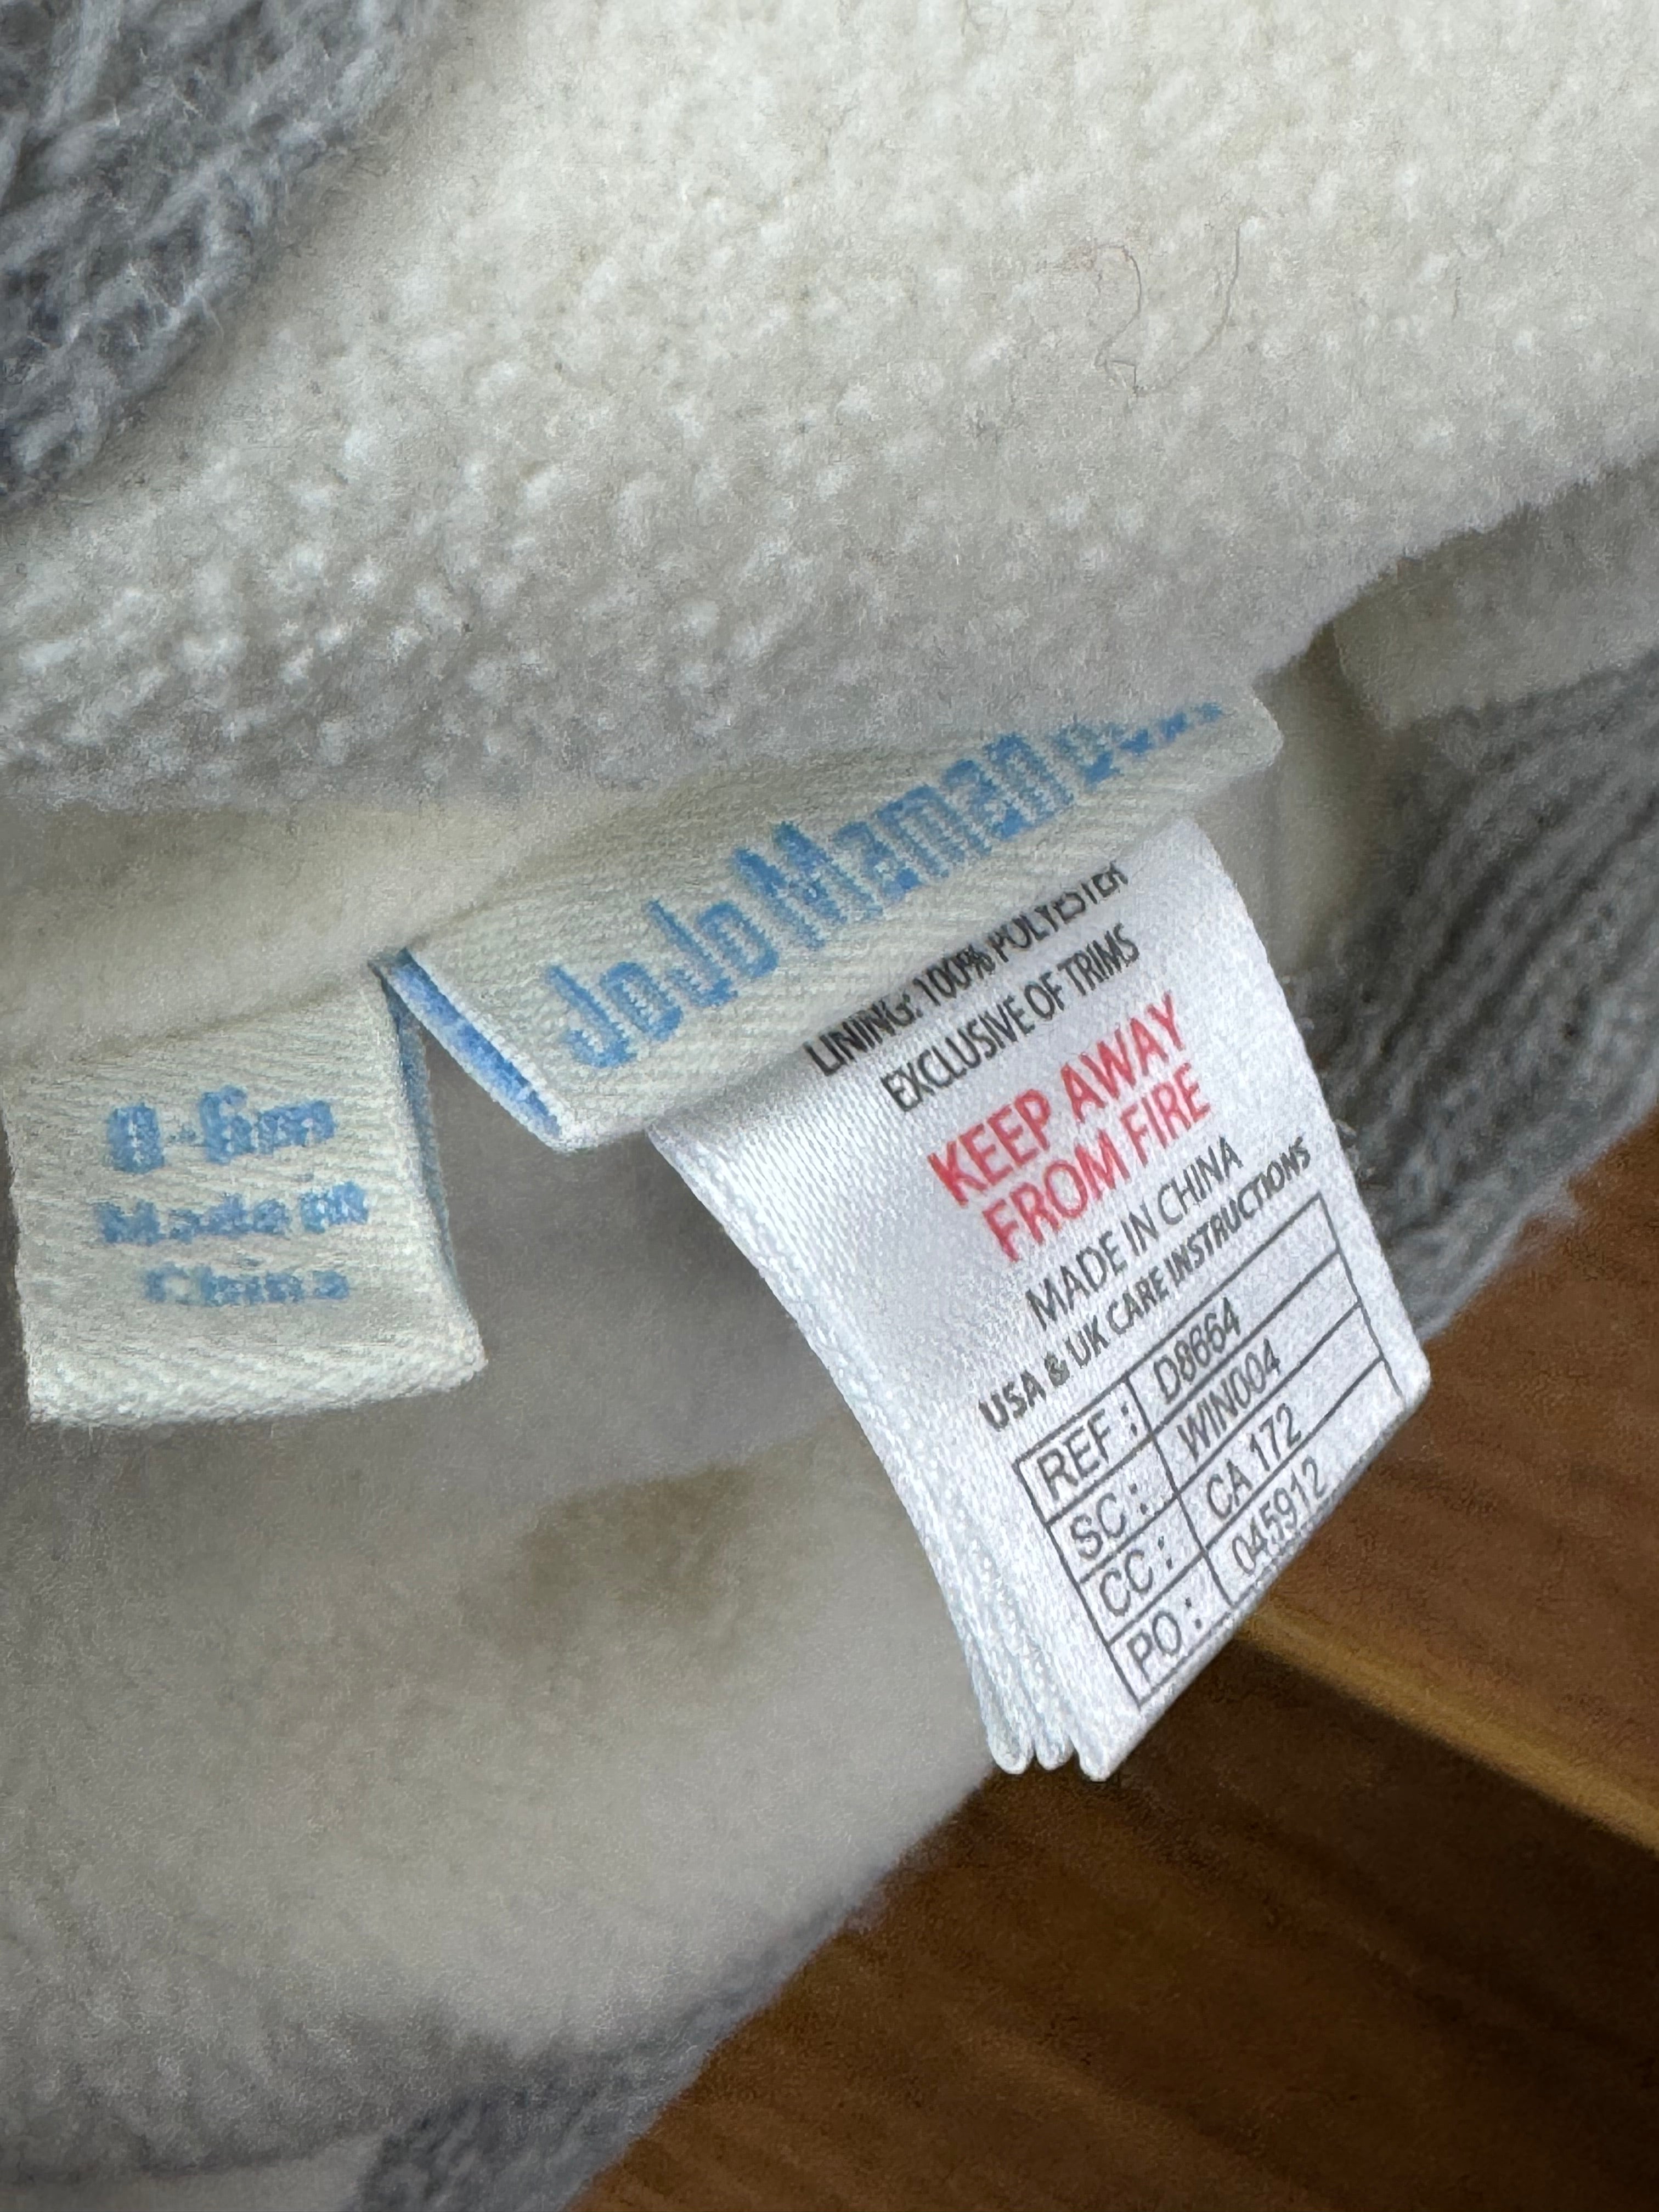 JoJo Maman
0-6m
Made in
China
LINING: 100% POLYESTER
EXCLUSIVE OF TRIMS
KEEP AWAY
FROM FIRE
MADE IN CHINA
USA & UK CARE INSTRUCTIONS
REF : D8664
SC : WIN004
CC : CA 172
PO : 045912